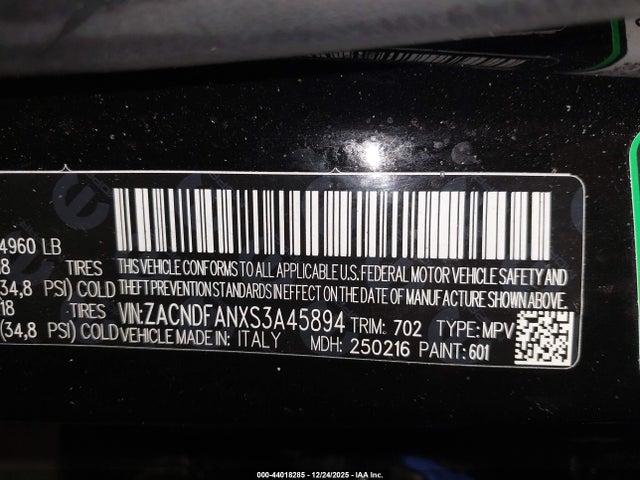 4960 LB
THIS VEHICLE CONFORMS TO ALL APPLICABLE U.S. FEDERAL MOTOR VEHICLE SAFETY AND
18 TIRES
(34,8 PSI) COLD THEFT PREVENTION STANDARDS IN EFFECT ON THE DATE OF MANUFACTURE SHOWN ABOVE.
18 TIRES VIN:ZACNDFANXS3A45894 TRIM: 702 TYPE: MPV
(34,8 PSI) COLD VEHICLE MADE IN: ITALY MDH: 250216 PAINT: 601
000-44018285 - 12/24/2025 - IAA Inc.